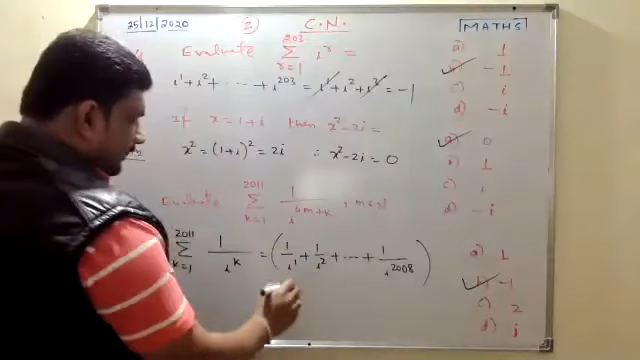 25/12/2020 ② C.N. MATHS
Evaluate 203 Σ r=1 i^r =
a) 1
b) -1
c) i
d) -i
i^1 + i^2 + ... + i^203 = i^1 + i^2 + i^3 = -1
If x = 1+i then x^2 - 2i =
a) 0
b) 1
c) i
d) -i
x^2 = (1+i)^2 = 2i ∴ x^2 - 2i = 0
Evaluate 2011 Σ k=1 1/i^(4m+k) , m∈
2011 Σ k=1 1/i^k = (1/i^1 + 1/i^2 + ... + 1/i^2008)
a) 1
b) -1
c) 2
d) i